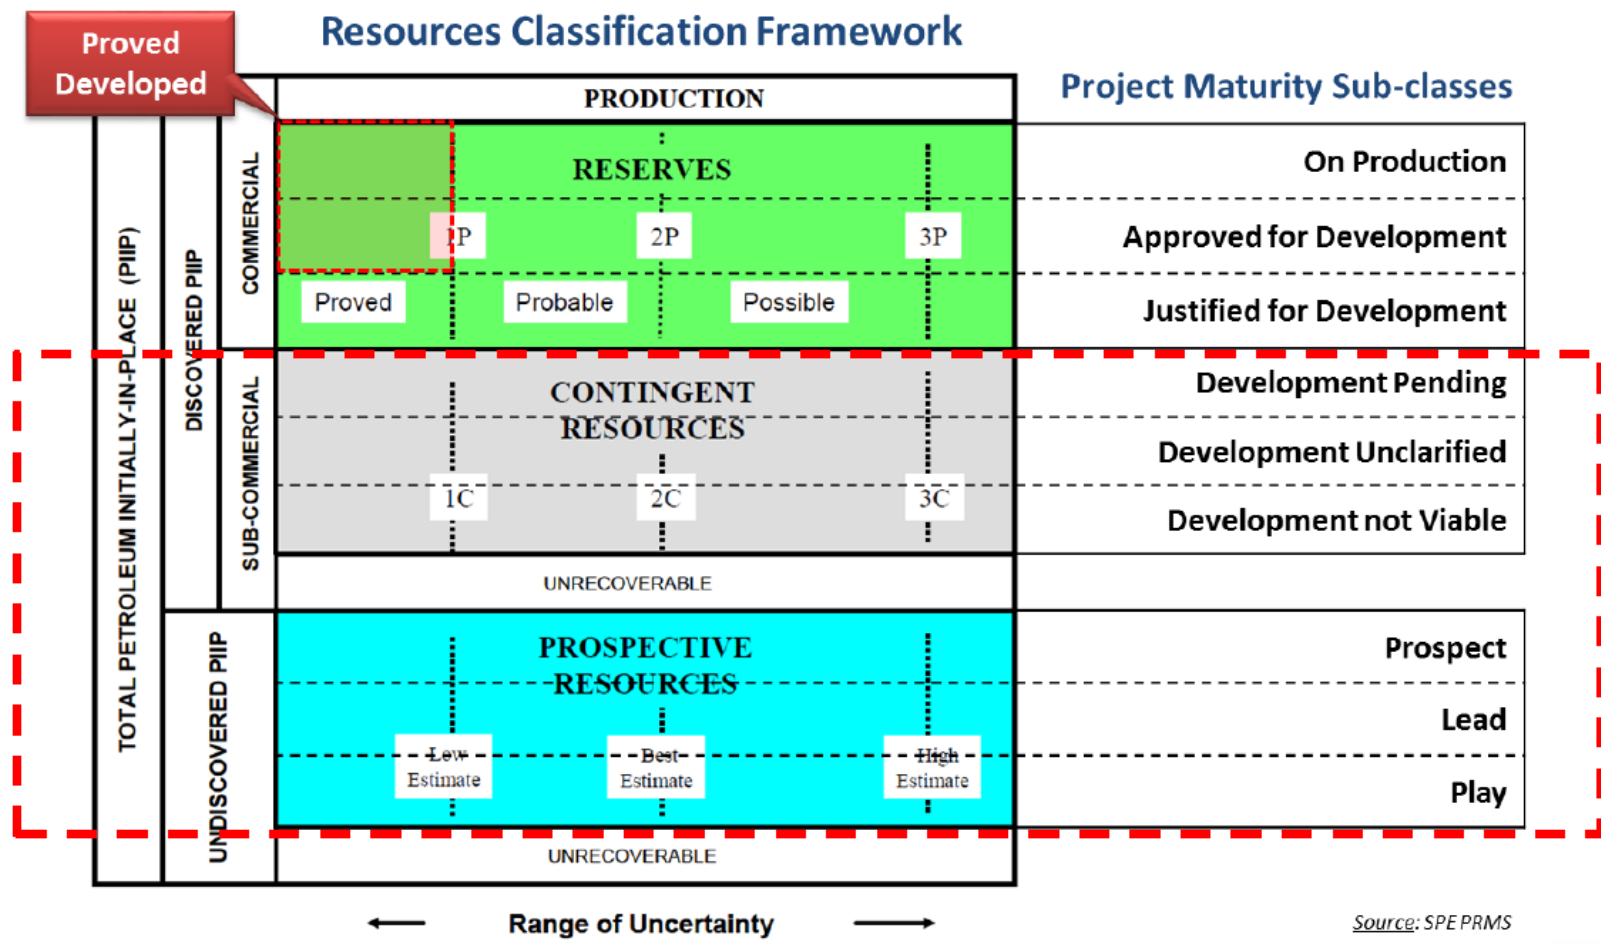 Resources Classification Framework
Proved
Developed
Project Maturity Sub-classes
PRODUCTION
TOTAL PETROLEUM INITIALLY-IN-PLACE (PIIP)
DISCOVERED PIIP
COMMERCIAL
RESERVES
On Production
1P
2P
3P
Approved for Development
Proved
Probable
Possible
Justified for Development
SUB-COMMERCIAL
CONTINGENT
RESOURCES
Development Pending
Development Unclarified
1C
2C
3C
Development not Viable
UNRECOVERABLE
UNDISCOVERED PIIP
PROSPECTIVE
RESOURCES
Prospect
Lead
Low
Estimate
Best
Estimate
High
Estimate
Play
UNRECOVERABLE
Range of Uncertainty
Source: SPE PRMS